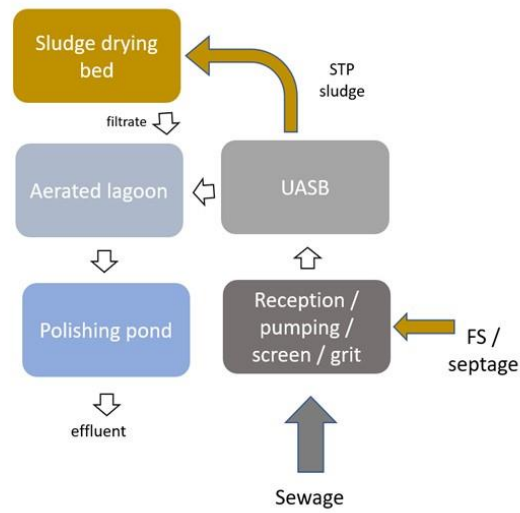 Sludge drying
bed
STP
sludge
filtrate
Aerated lagoon
UASB
Polishing pond
Reception /
pumping /
screen / grit
FS /
septage
effluent
Sewage